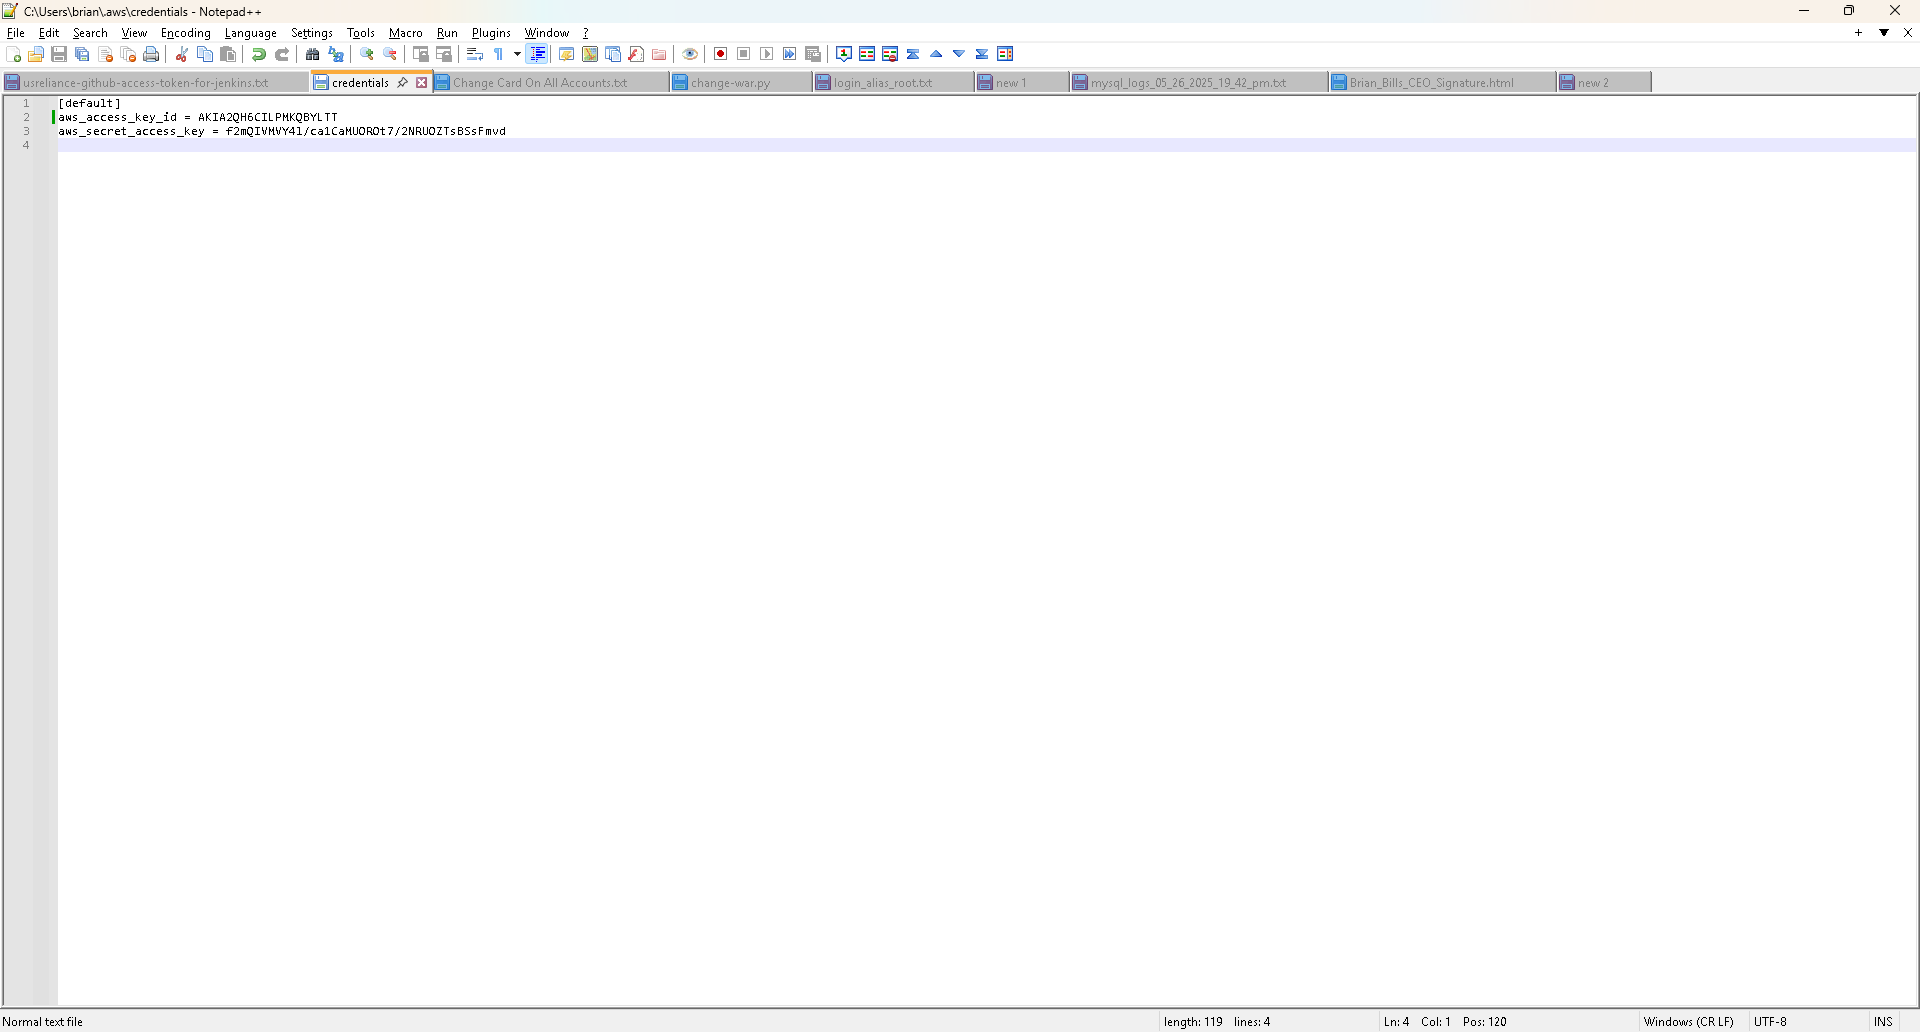 C:\Users\brian\.aws\credentials - Notepad++
File Edit Search View Encoding Language Settings Tools Macro Run Plugins Window ?
usreliance-github-access-token-for-jenkins.txt credentials Change Card On All Accounts.txt change-war.py login_alias_root.txt new 1 mysql_logs_05_26_2025_19_42_pm.txt Brian_Bills_CEO_Signature.html new 2
1 [default]
2 aws_access_key_id = AKIA2QH6CILPMKQBYLTT
3 aws_secret_access_key =
4
Normal text file length: 119 lines: 4 Ln: 4 Col: 1 Pos: 120 Windows (CR LF) UTF-8 INS